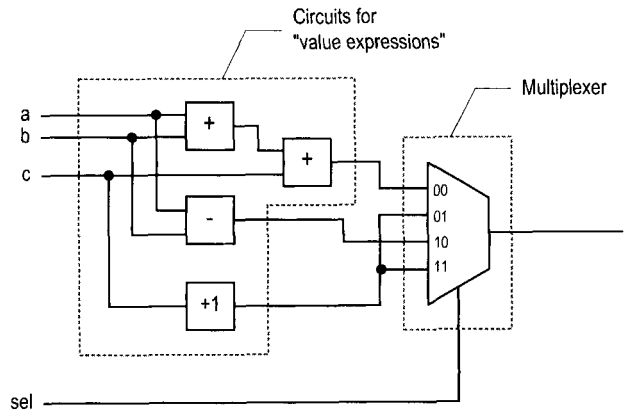 Circuits for
"value expressions"
Multiplexer
a
b
c
+
+
-
+1
00
01
10
11
sel